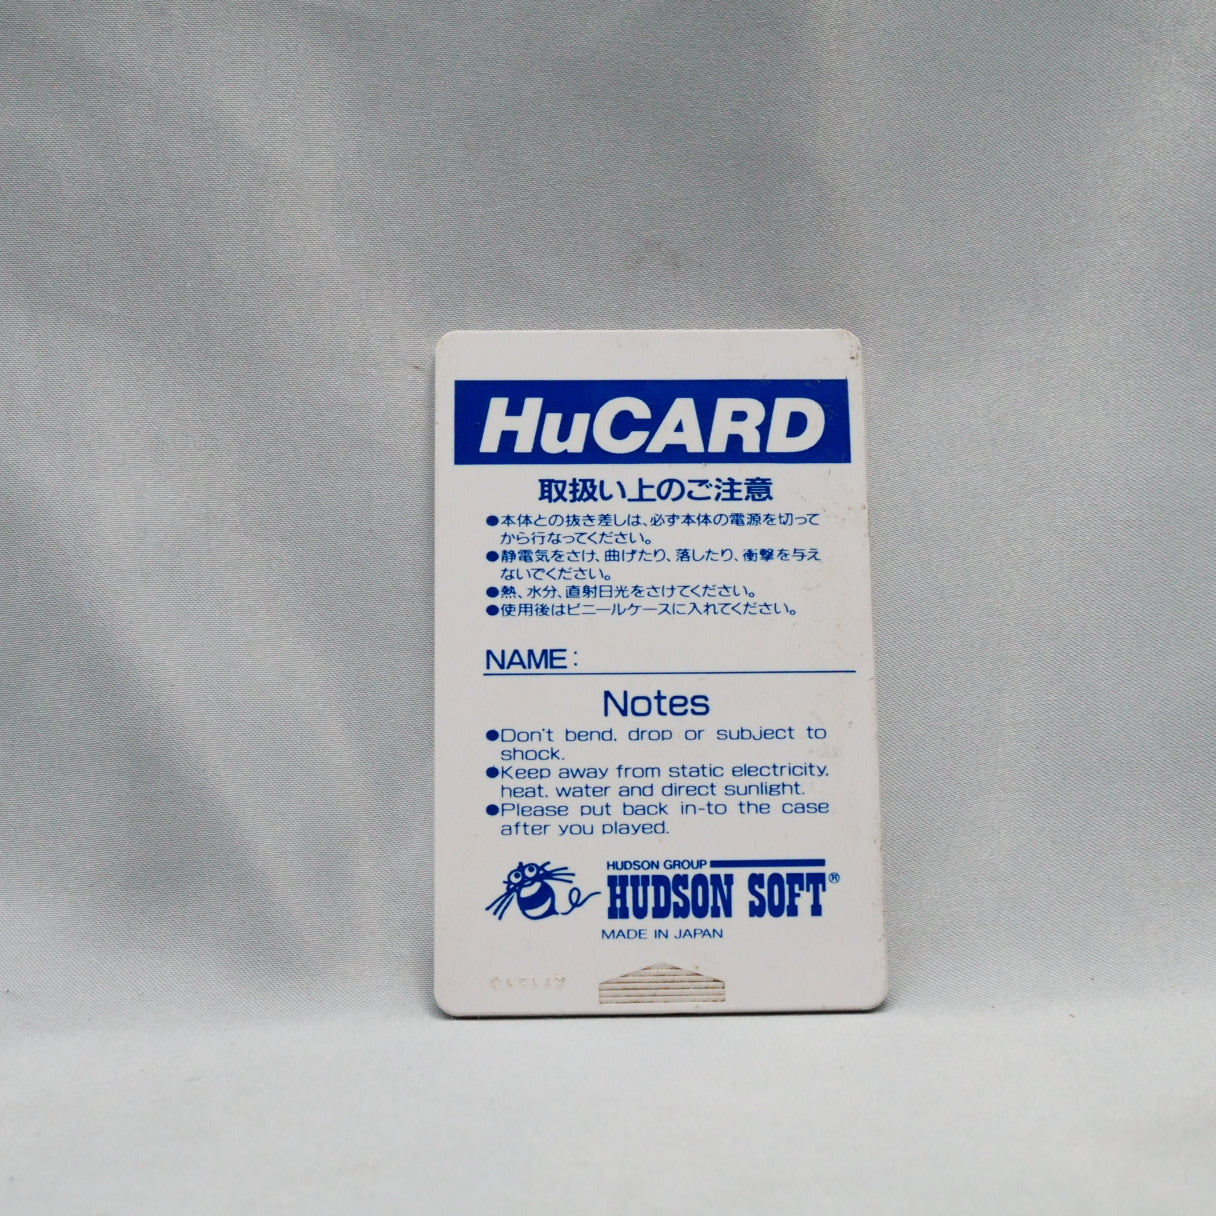 HuCARD
取扱い上のご注意
●本体との抜き差しは、必ず本体の電源を切って
から行なってください。
●静電気をさけ、曲げたり、落したり、衝撃を与え
ないでください。
●熱、水分、直射日光をさけてください。
●使用後はビニールケースに入れてください。
NAME:
Notes
●Don't bend, drop or subject to
shock.
●Keep away from static electricity,
heat, water and direct sunlight.
●Please put back in-to the case
after you played.
HUDSON GROUP
HUDSON SOFT®
MADE IN JAPAN